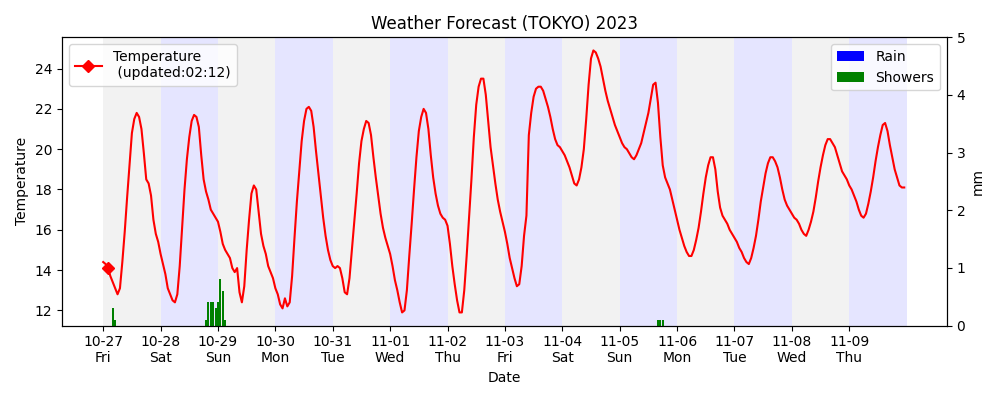 Weather Forecast (TOKYO) 2023
Temperature
(updated:02:12)
Rain
Showers
Temperature
24
22
20
18
16
14
12
5
4
3
2
1
0
mm
10-27 10-28 10-29 10-30 10-31 11-01 11-02 11-03 11-04 11-05 11-06 11-07 11-08 11-09
Fri Sat Sun Mon Tue Wed Thu Fri Sat Sun Mon Tue Wed Thu
Date